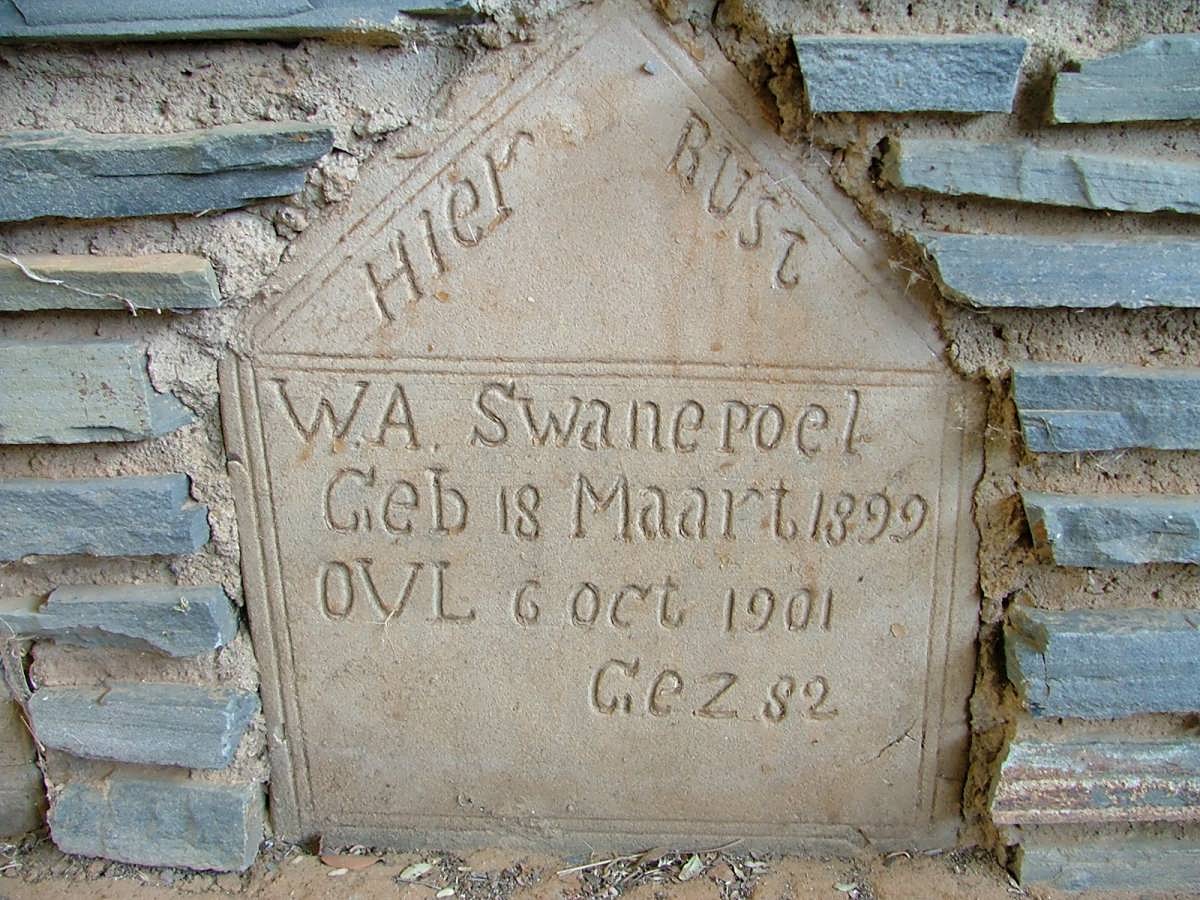 Hier RUSt
W.A. Swanepoel
Geb 18 Maart 1899
OVL 6 Oct 1901
Gez 82